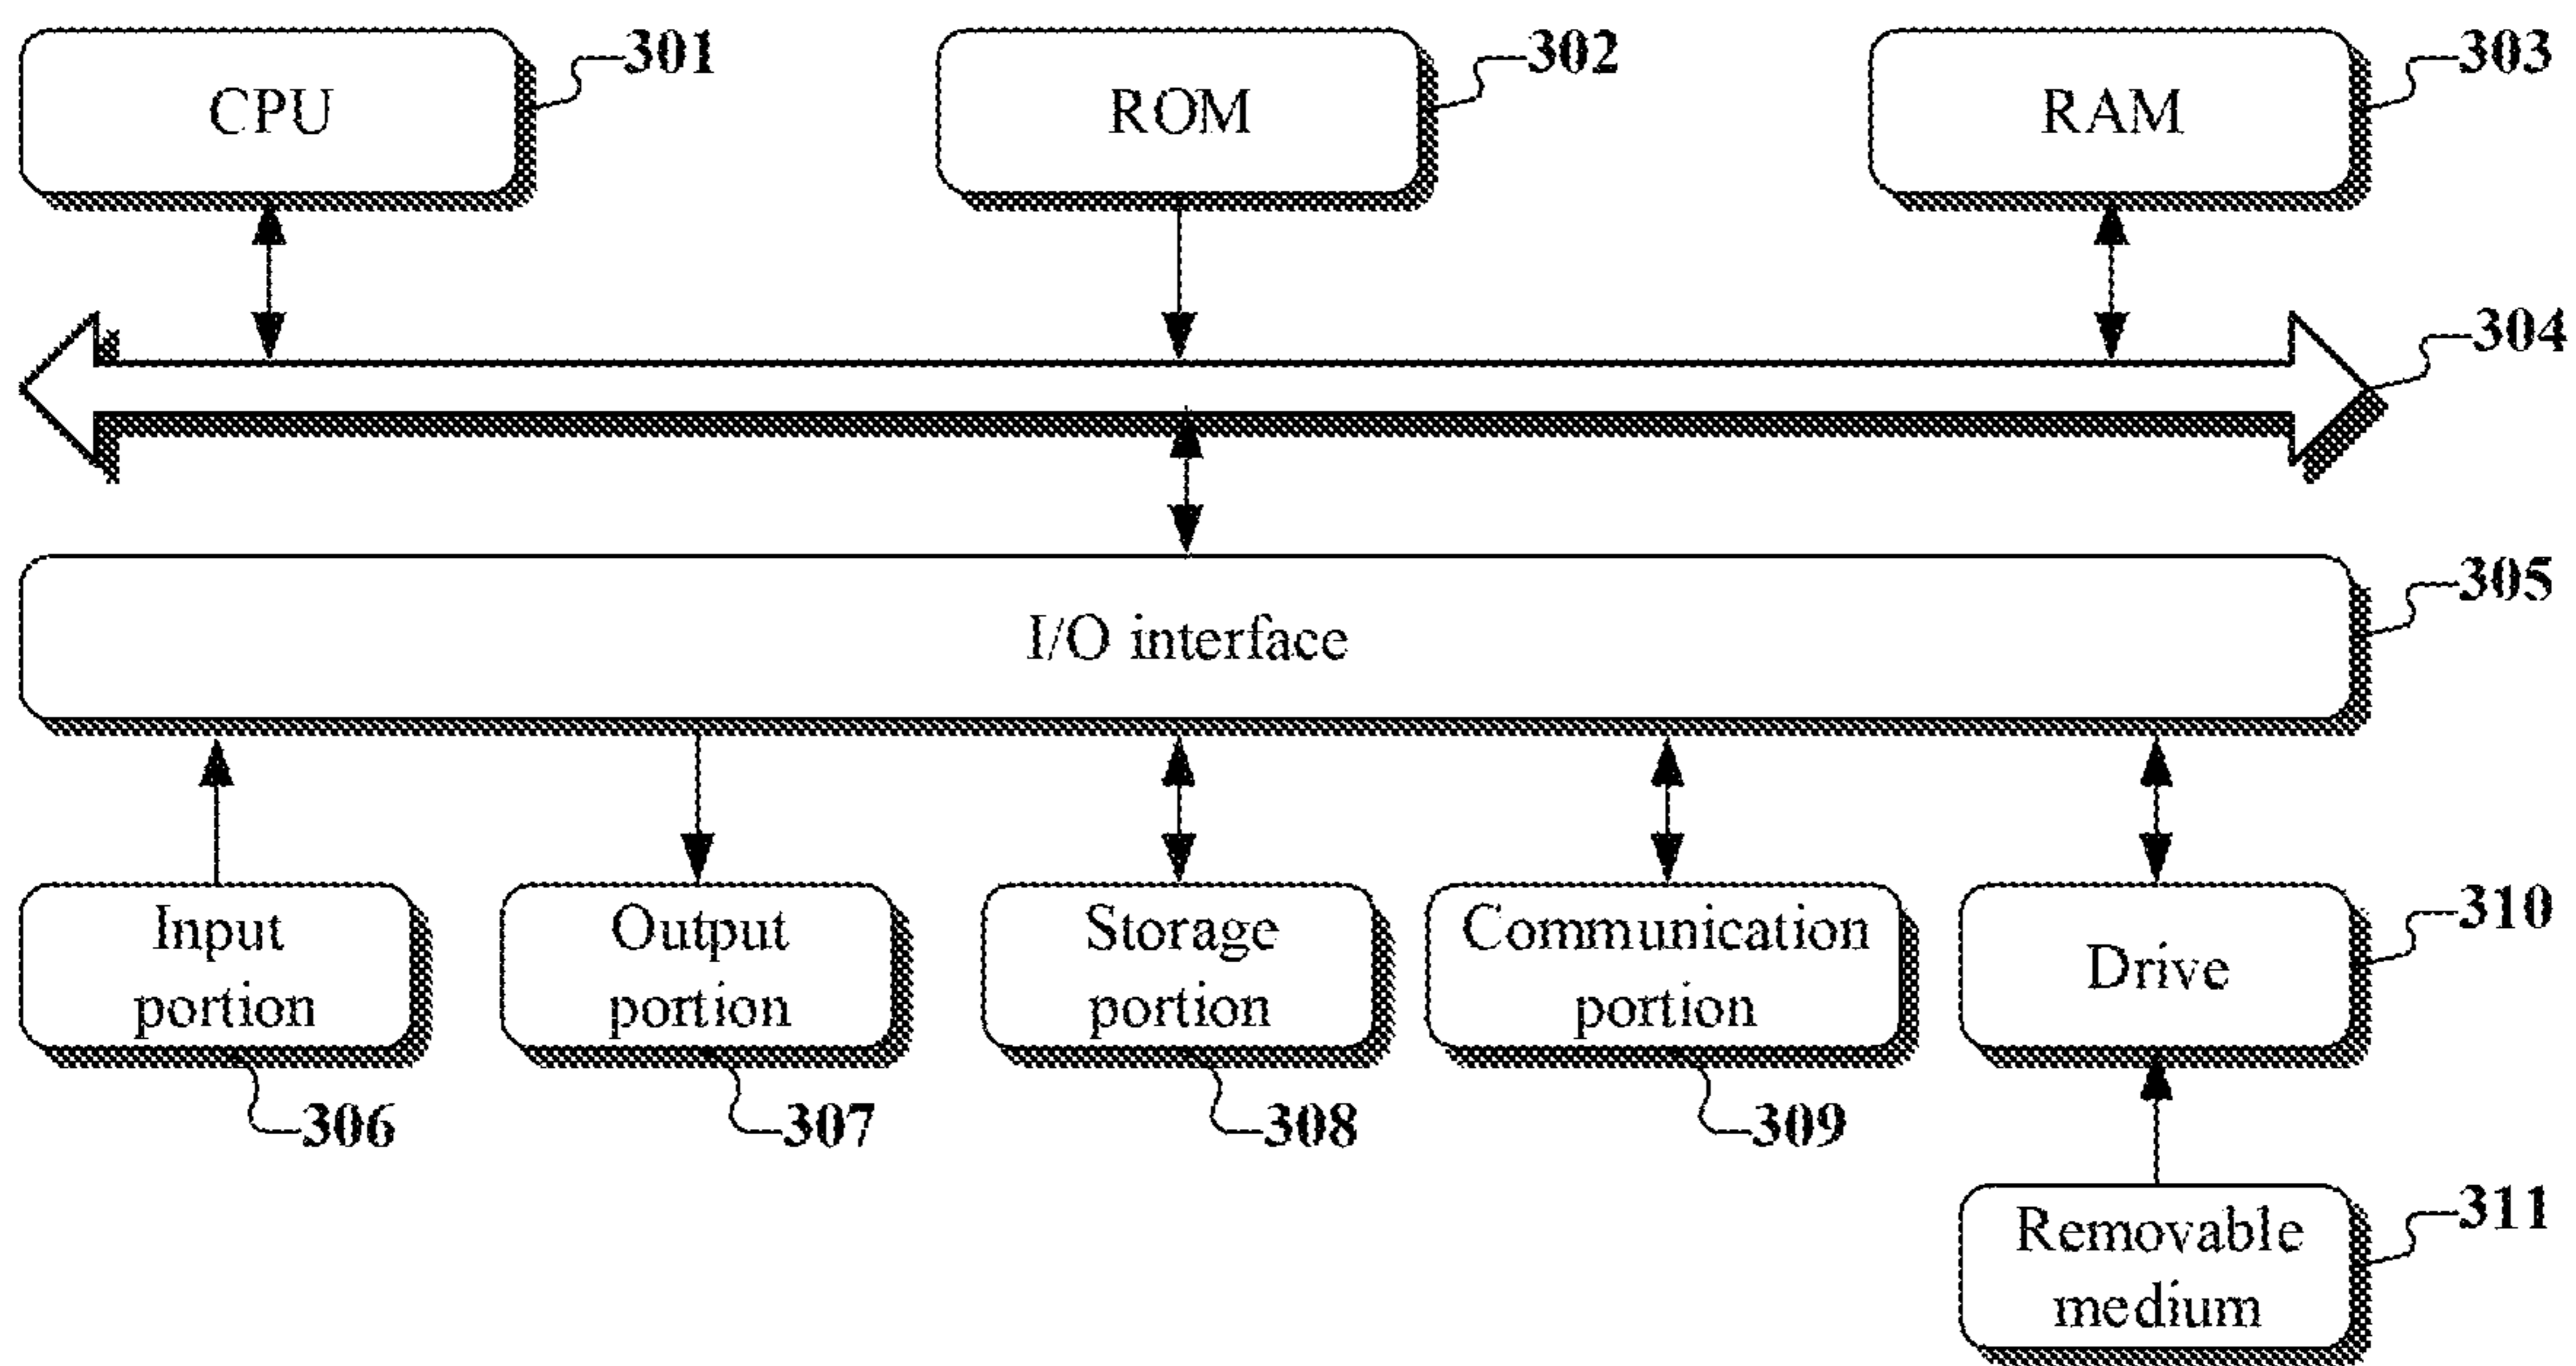 CPU
301
ROM
302
RAM
303
304
I/O interface
305
Input
portion
306
Output
portion
307
Storage
portion
308
Communication
portion
309
Drive
310
Removable
medium
311